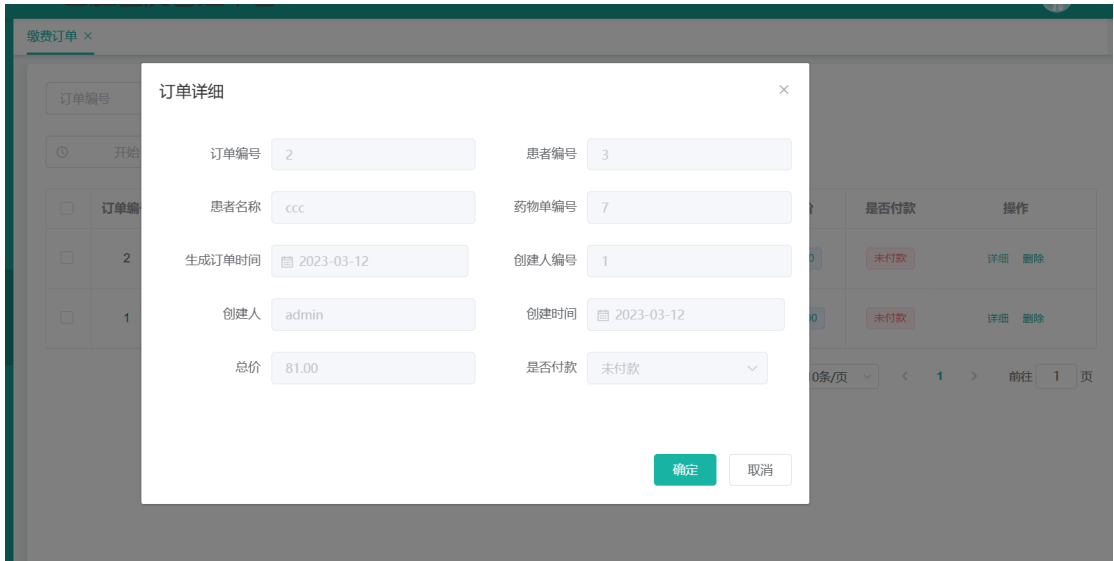 缴费订单 ×
订单详细
订单编号
订单编号 2 患者编号 3
开始
患者名称 ccc 药物单编号 7
订单编 是否付款 操作
生成订单时间 2023-03-12 创建人编号 1
2 未付款 详细 删除
创建人 admin 创建时间 2023-03-12
1 未付款 详细 删除
总价 81.00 是否付款 未付款
0条/页 < 1 > 前往 1 页
确定 取消